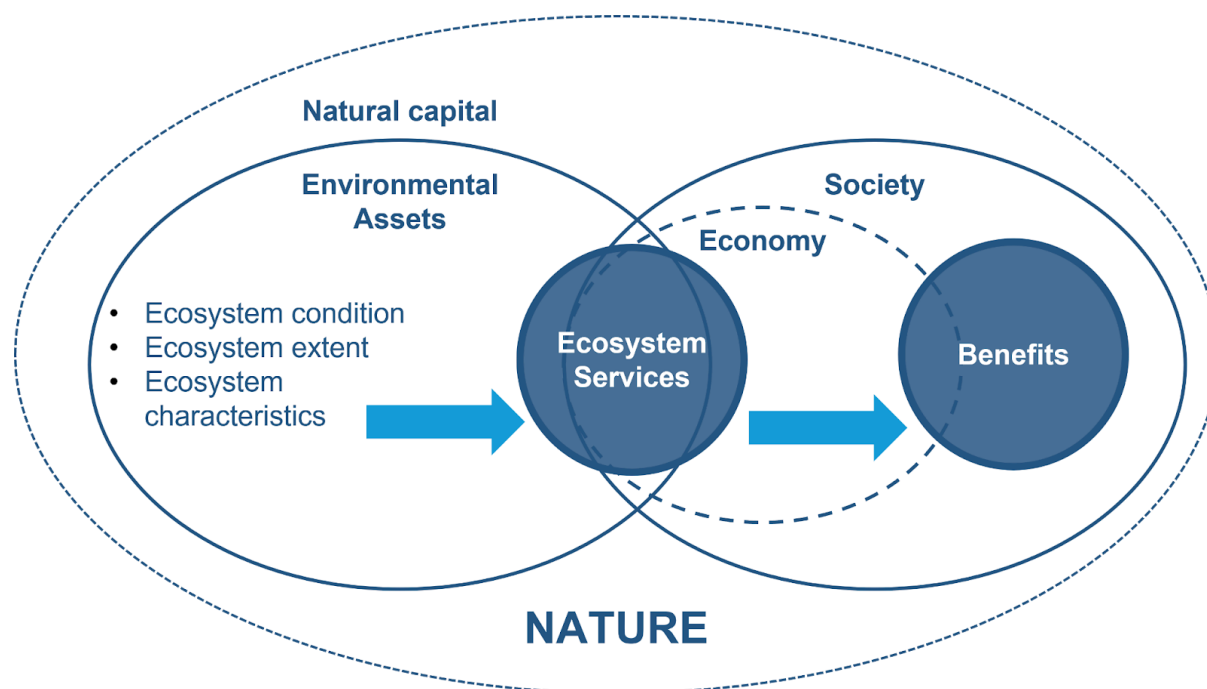 Natural capital
Environmental
Assets
Society
Economy
• Ecosystem condition
• Ecosystem extent
• Ecosystem
characteristics
Ecosystem
Services
Benefits
NATURE